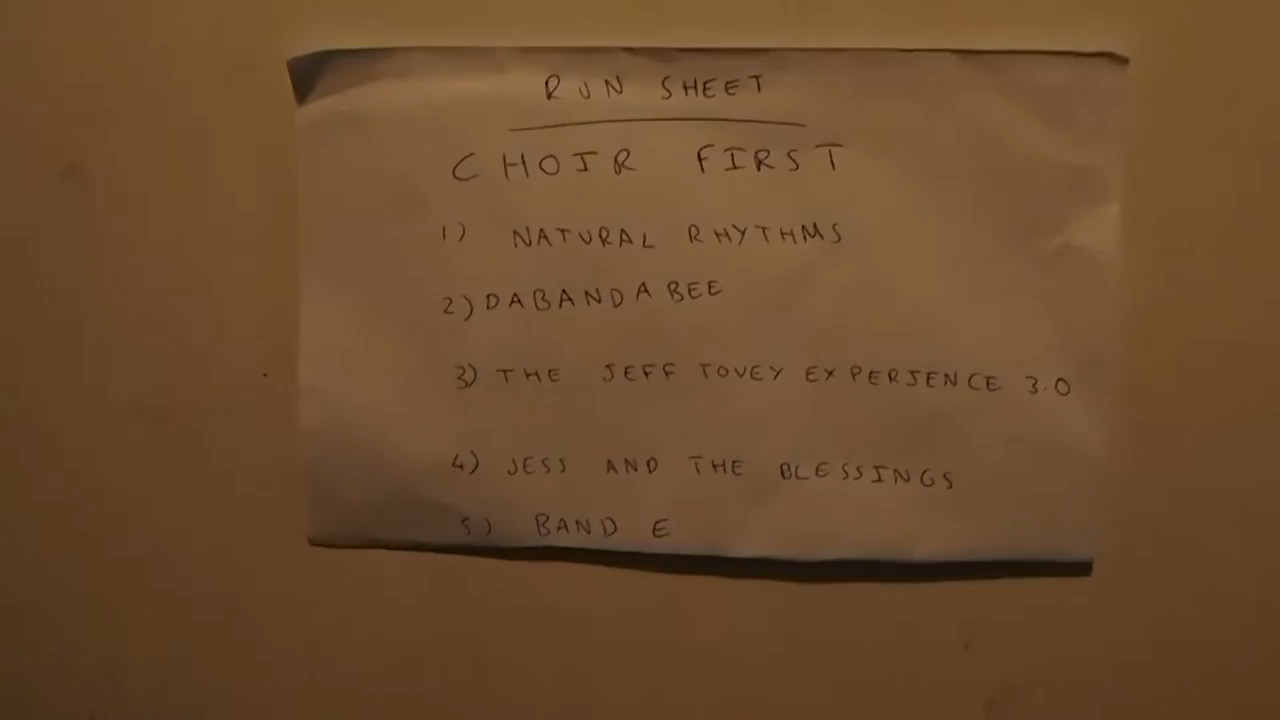 RUN SHEET
CHOIR FIRST
1) NATURAL RHYTHMS
2) DABANDABEE
3) THE JEFF TOVEY EXPERIENCE 3.0
4) JESS AND THE BLESSINGS
5) BAND E